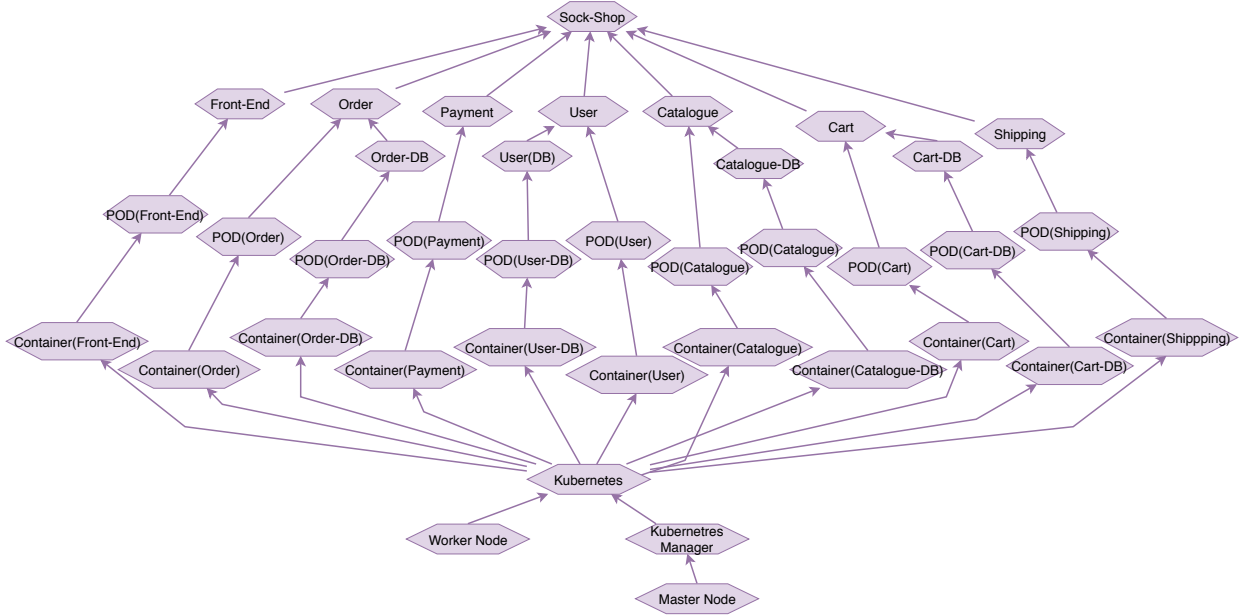 Sock-Shop
Front-End
Order
Payment
User
Catalogue
Cart
Shipping
Order-DB
User(DB)
Catalogue-DB
Cart-DB
POD(Front-End)
POD(Order)
POD(Order-DB)
POD(Payment)
POD(User-DB)
POD(User)
POD(Catalogue)
POD(Catalogue)
POD(Cart)
POD(Cart-DB)
POD(Shipping)
Container(Front-End)
Container(Order)
Container(Order-DB)
Container(Payment)
Container(User-DB)
Container(User)
Container(Catalogue)
Container(Catalogue-DB)
Container(Cart)
Container(Cart-DB)
Container(Shippping)
Kubernetes
Worker Node
Kubernetres
Manager
Master Node